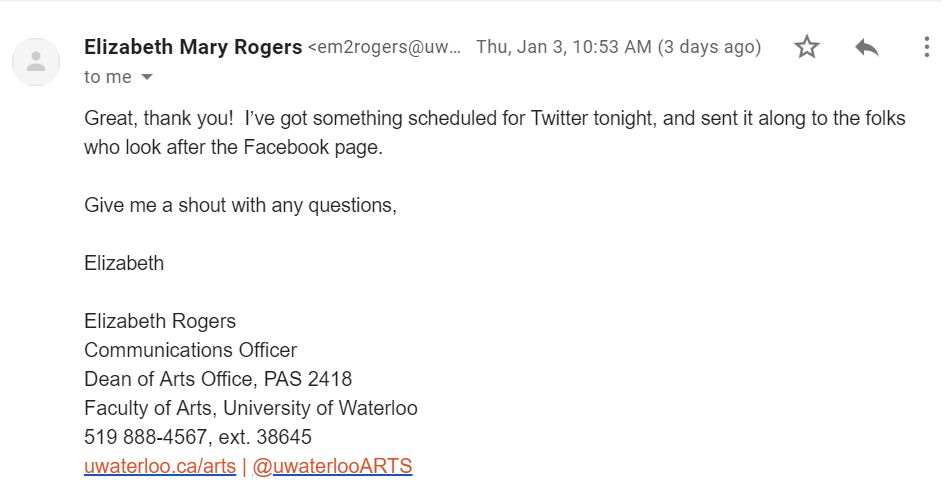 Elizabeth Mary Rogers <em2rogers@uw... Thu, Jan 3, 10:53 AM (3 days ago)
to me
Great, thank you!  I've got something scheduled for Twitter tonight, and sent it along to the folks
who look after the Facebook page.
Give me a shout with any questions,
Elizabeth
Elizabeth Rogers
Communications Officer
Dean of Arts Office, PAS 2418
Faculty of Arts, University of Waterloo
519 888-4567, ext. 38645
uwaterloo.ca/arts | @uwaterlooARTS